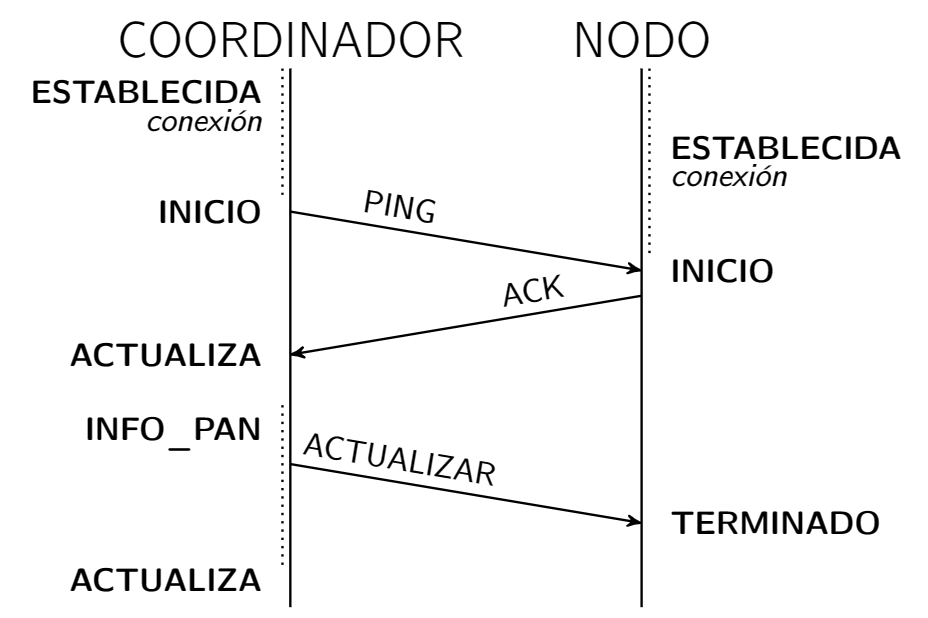 COORDINADOR NODO
ESTABLECIDA
conexión
ESTABLECIDA
conexión
INICIO
PING
INICIO
ACK
ACTUALIZA
INFO_PAN
ACTUALIZAR
TERMINADO
ACTUALIZA